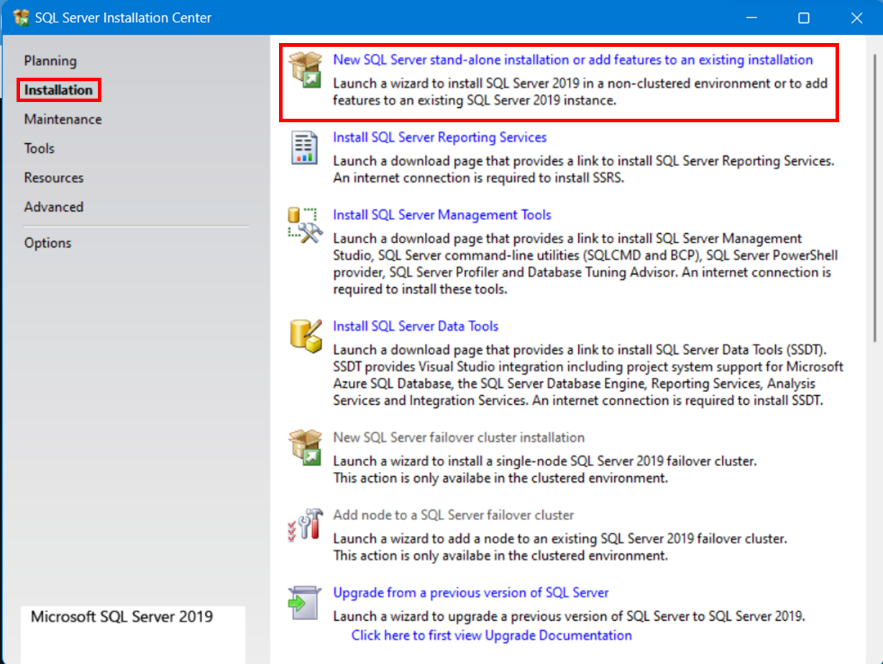 SQL Server Installation Center
Planning
Installation
Maintenance
Tools
Resources
Advanced
Options
Microsoft SQL Server 2019
New SQL Server stand-alone installation or add features to an existing installation
Launch a wizard to install SQL Server 2019 in a non-clustered environment or to add
features to an existing SQL Server 2019 instance.
Install SQL Server Reporting Services
Launch a download page that provides a link to install SQL Server Reporting Services.
An internet connection is required to install SSRS.
Install SQL Server Management Tools
Launch a download page that provides a link to install SQL Server Management
Studio, SQL Server command-line utilities (SQLCMD and BCP), SQL Server PowerShell
provider, SQL Server Profiler and Database Tuning Advisor. An internet connection is
required to install these tools.
Install SQL Server Data Tools
Launch a download page that provides a link to install SQL Server Data Tools (SSDT).
SSDT provides Visual Studio integration including project system support for Microsoft
Azure SQL Database, the SQL Server Database Engine, Reporting Services, Analysis
Services and Integration Services. An internet connection is required to install SSDT.
New SQL Server failover cluster installation
Launch a wizard to install a single-node SQL Server 2019 failover cluster.
This action is only availabe in the clustered environment.
Add node to a SQL Server failover cluster
Launch a wizard to add a node to an existing SQL Server 2019 failover cluster.
This action is only availabe in the clustered environment.
Upgrade from a previous version of SQL Server
Launch a wizard to upgrade a previous version of SQL Server to SQL Server 2019.
Click here to first view Upgrade Documentation